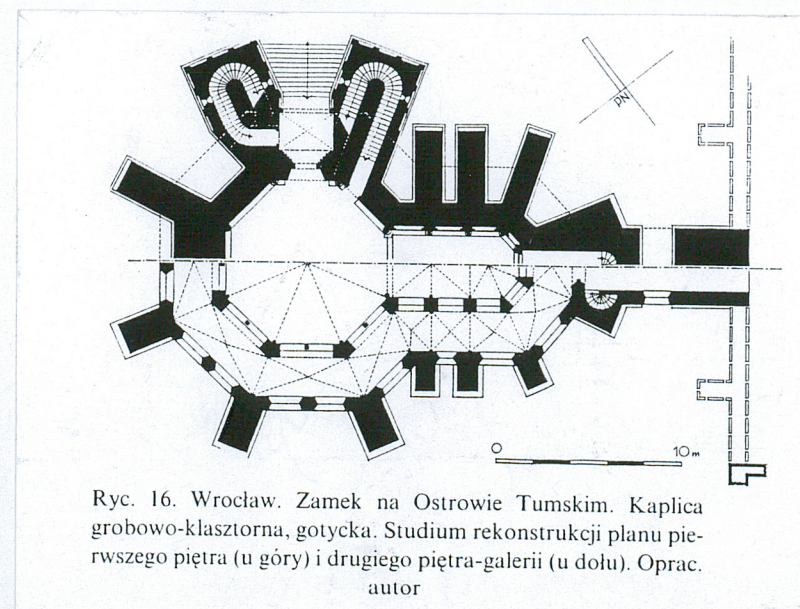 PN
0 10 m
Ryc. 16. Wrocław. Zamek na Ostrowie Tumskim. Kaplica
grobowo-klasztorna, gotycka. Studium rekonstrukcji planu pie-
rwszego piętra (u góry) i drugiego piętra-galerii (u dołu). Oprac.
autor